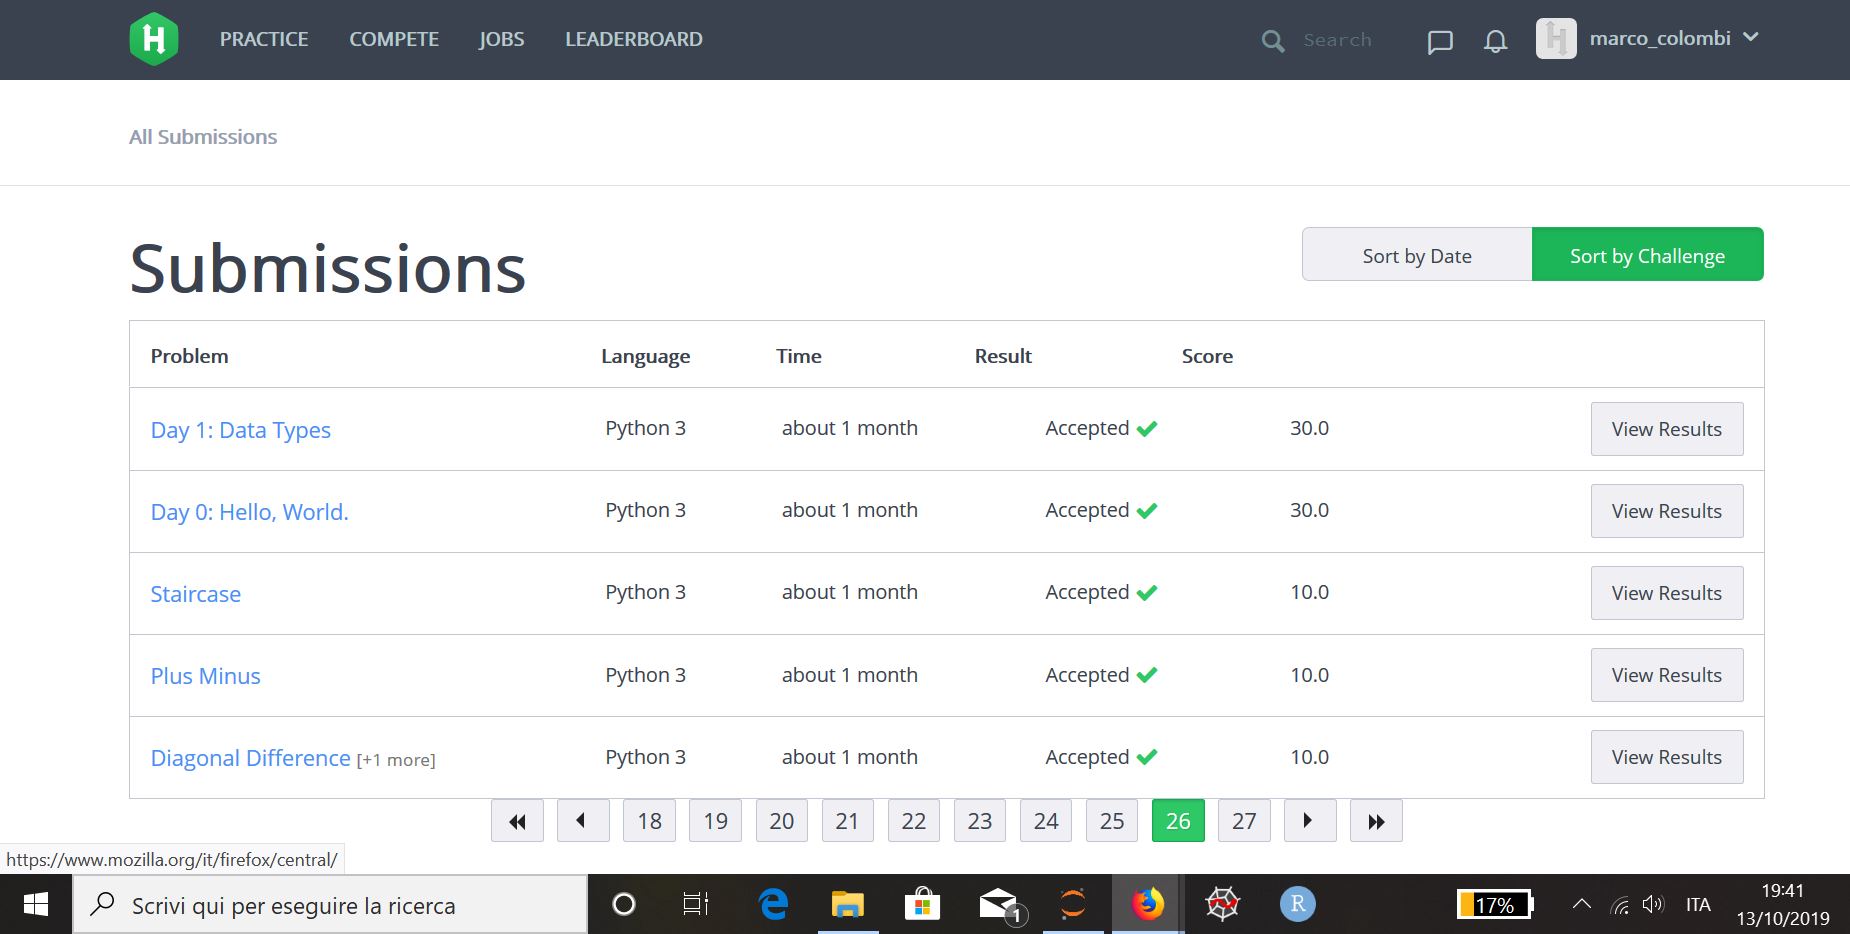 PRACTICE COMPETE JOBS LEADERBOARD Search marco_colombi
All Submissions
Submissions
Sort by Date Sort by Challenge
Problem Language Time Result Score
Day 1: Data Types Python 3 about 1 month Accepted 30.0 View Results
Day 0: Hello, World. Python 3 about 1 month Accepted 30.0 View Results
Staircase Python 3 about 1 month Accepted 10.0 View Results
Plus Minus Python 3 about 1 month Accepted 10.0 View Results
Diagonal Difference [+1 more] Python 3 about 1 month Accepted 10.0 View Results
18 19 20 21 22 23 24 25 26 27
https://www.mozilla.org/it/firefox/central/
Scrivi qui per eseguire la ricerca 1 R 17% ITA 19:41
13/10/2019